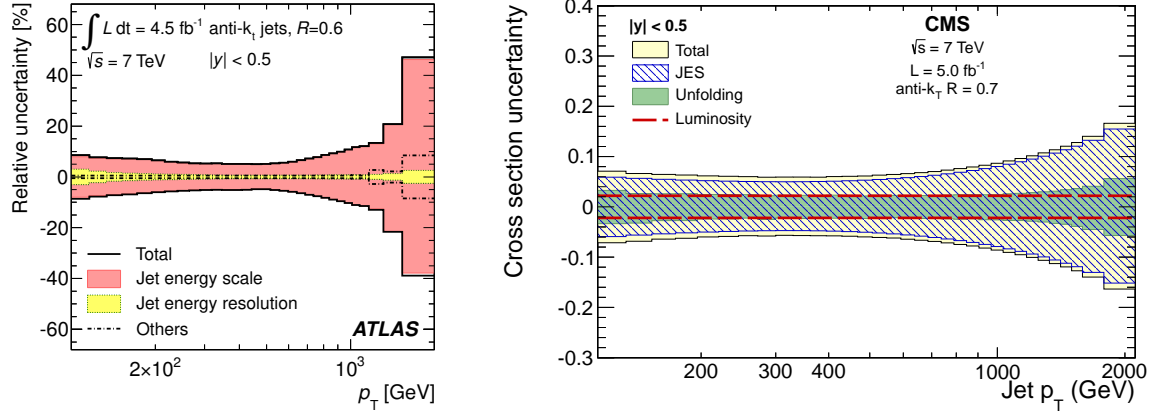 Relative uncertainty [%]
60
40
20
0
-20
-40
-60
∫ L dt = 4.5 fb⁻¹ anti-kₜ jets, R=0.6
√s = 7 TeV |y| < 0.5
Total
Jet energy scale
Jet energy resolution
Others
ATLAS
2×10²
10³
p_T [GeV]
Cross section uncertainty
0.4
0.3
0.2
0.1
0
-0.1
-0.2
-0.3
|y| < 0.5
Total
JES
Unfolding
Luminosity
CMS
√s = 7 TeV
L = 5.0 fb⁻¹
anti-k_T R = 0.7
200 300 400 1000 2000
Jet p_T (GeV)